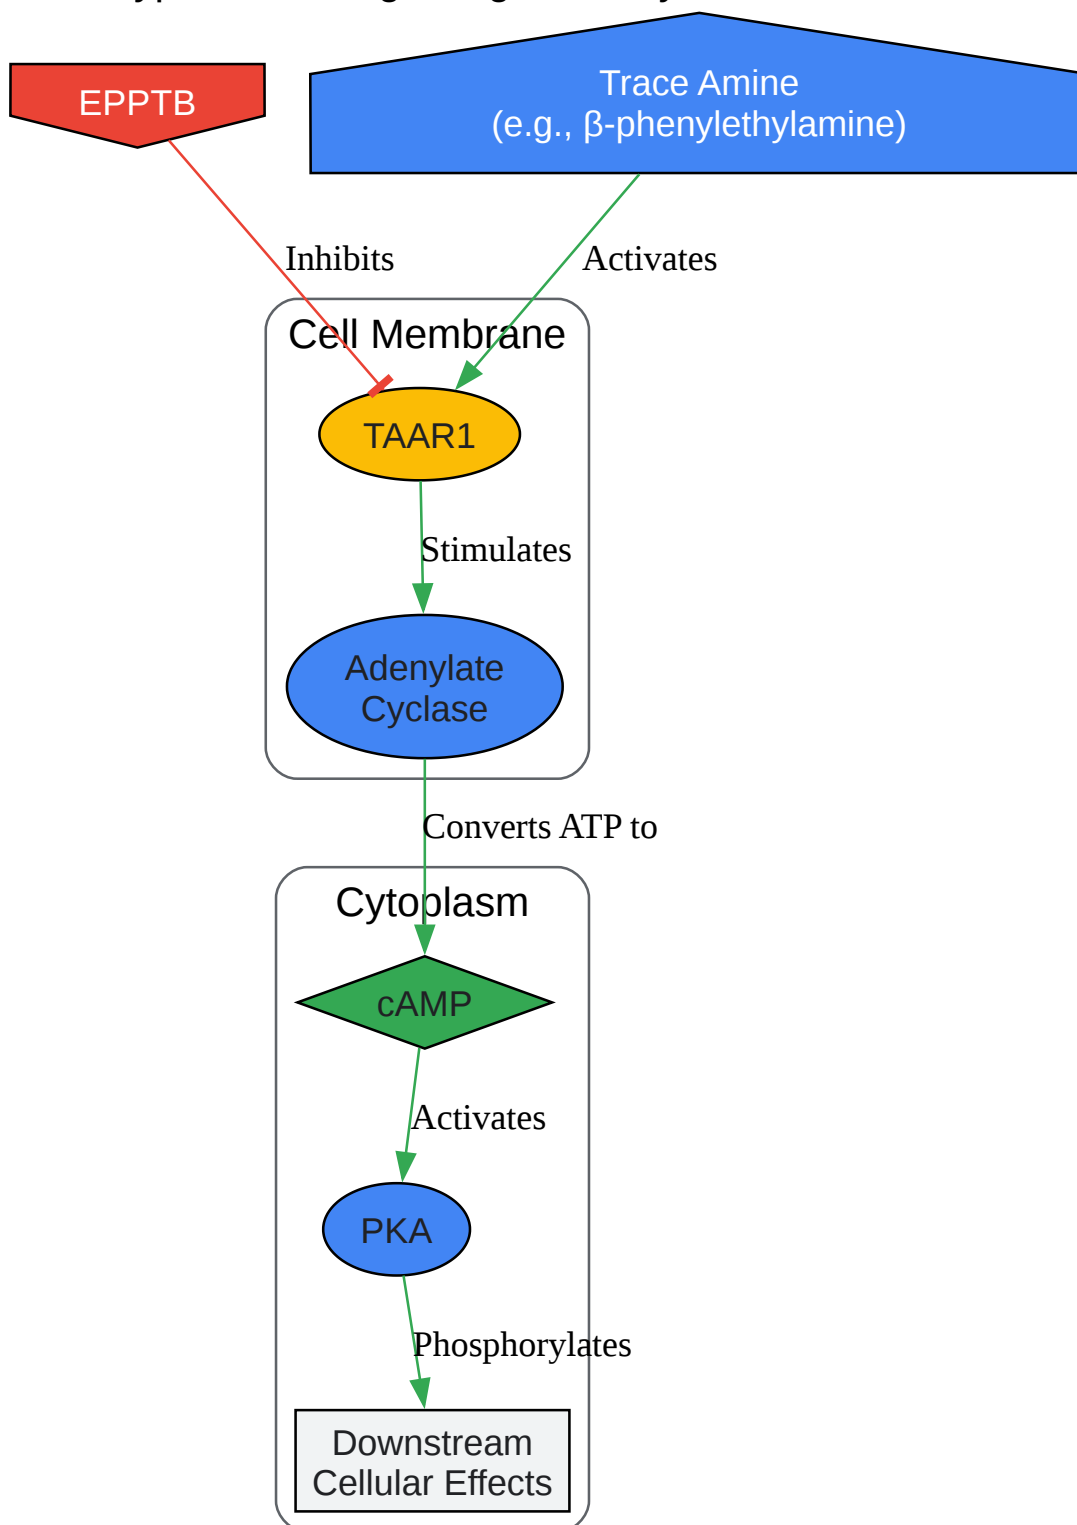 EPPTB
Trace Amine
(e.g., β-phenylethylamine)
Inhibits
Activates
Cell Membrane
TAAR1
Stimulates
Adenylate
Cyclase
Converts ATP to
Cytoplasm
cAMP
Activates
PKA
Phosphorylates
Downstream
Cellular Effects